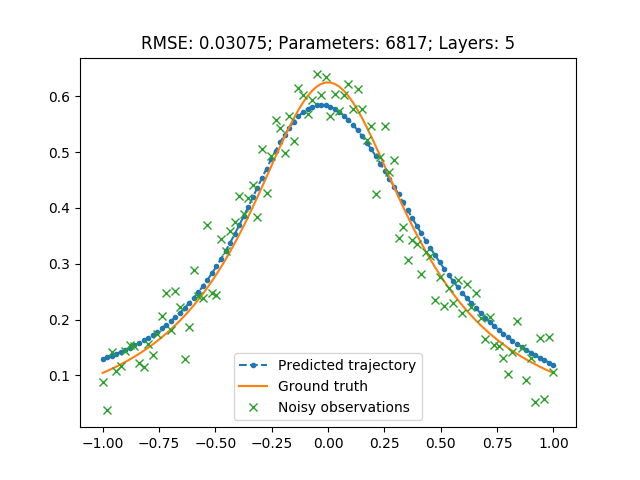 RMSE: 0.03075; Parameters: 6817; Layers: 5
0.6
0.5
0.4
0.3
0.2
0.1
Predicted trajectory
Ground truth
Noisy observations
−1.00 −0.75 −0.50 −0.25 0.00 0.25 0.50 0.75 1.00